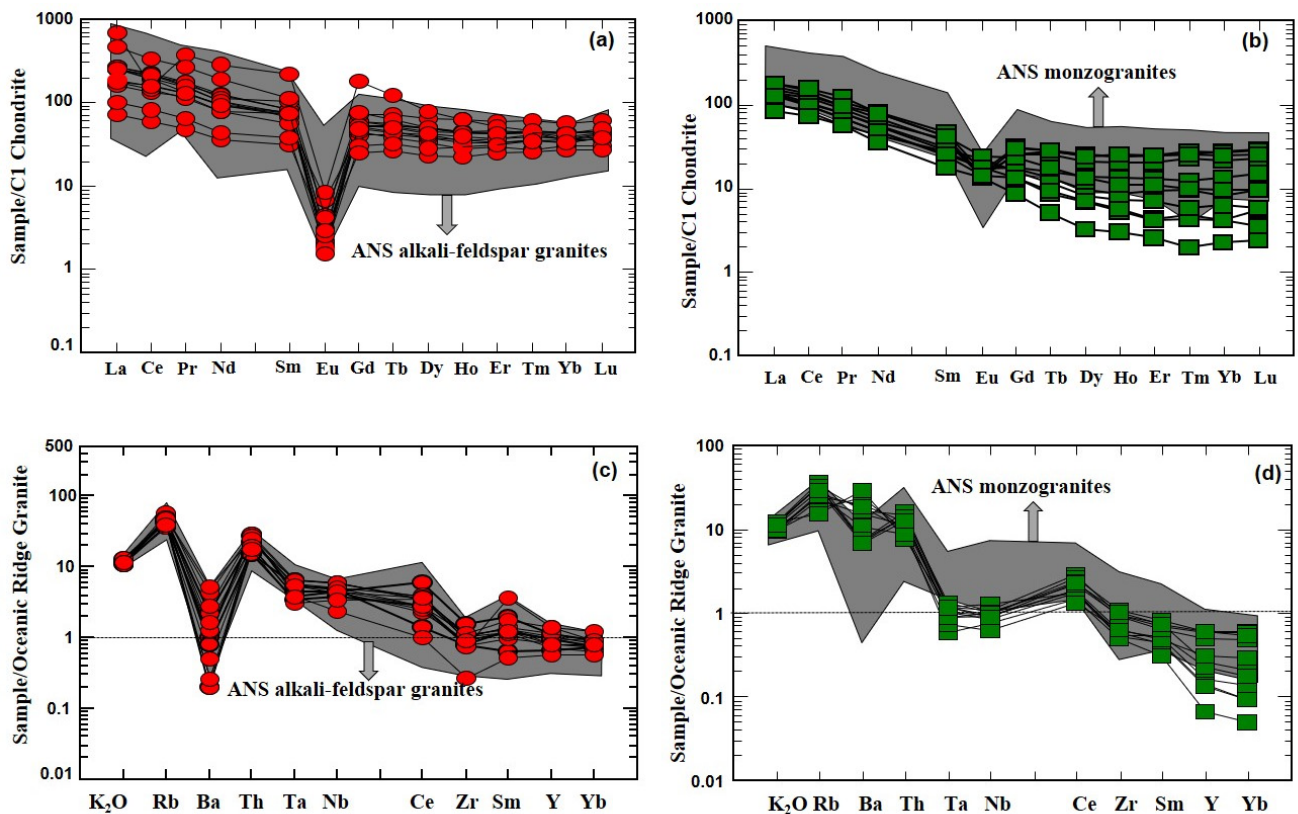 (a)
Sample/C1 Chondrite
1000
100
10
1
0.1
ANS alkali-feldspar granites
La Ce Pr Nd Sm Eu Gd Tb Dy Ho Er Tm Yb Lu
(b)
Sample/C1 Chondrite
1000
100
10
1
0.1
ANS monzogranites
La Ce Pr Nd Sm Eu Gd Tb Dy Ho Er Tm Yb Lu
(c)
Sample/Oceanic Ridge Granite
500
100
10
1
0.1
0.01
ANS alkali-feldspar granites
K₂O Rb Ba Th Ta Nb Ce Zr Sm Y Yb
(d)
Sample/Oceanic Ridge Granite
100
10
1
0.1
0.01
ANS monzogranites
K₂O Rb Ba Th Ta Nb Ce Zr Sm Y Yb